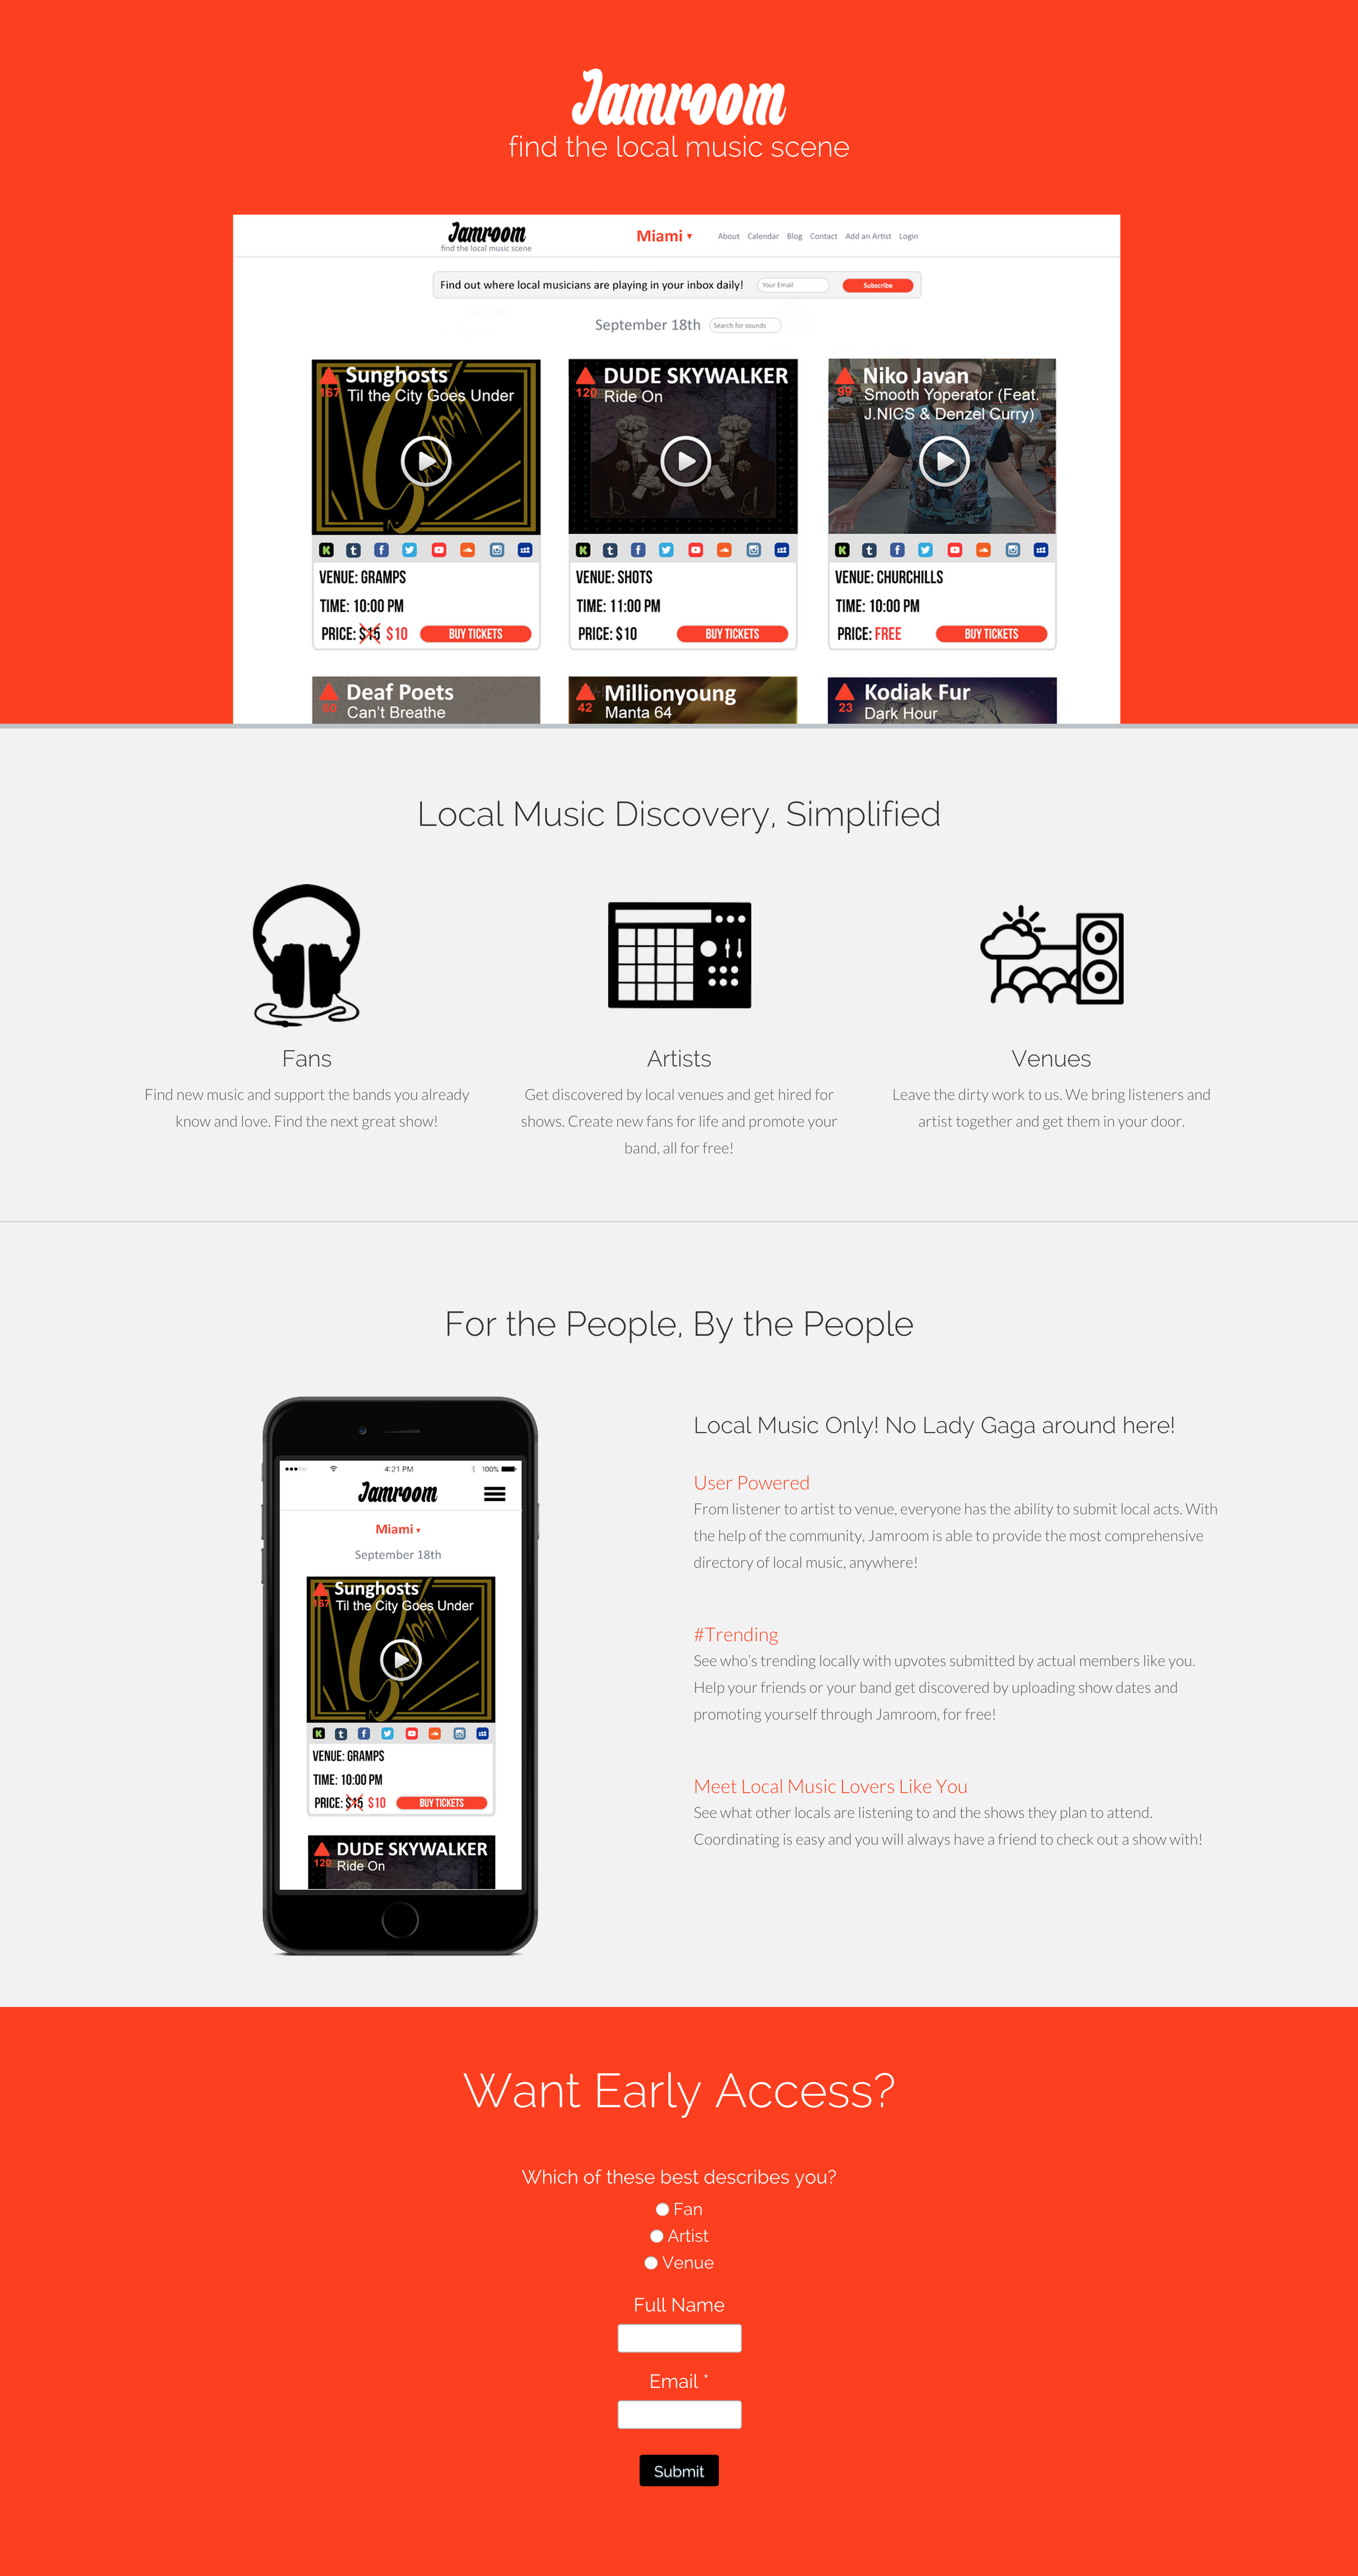 Jamroom
find the local music scene
Jamroom
find the local music scene
Miami ▾
About Calendar Blog Contact Add an Artist Login
Find out where local musicians are playing in your inbox daily! Your Email Subscribe
September 18th Search for sounds
167 Sunghosts
Til the City Goes Under
VENUE: GRAMPS
TIME: 10:00 PM
PRICE: $15 $10 BUY TICKETS
120 DUDE SKYWALKER
Ride On
VENUE: SHOTS
TIME: 11:00 PM
PRICE: $10 BUY TICKETS
99 Niko Javan
Smooth Yoperator (Feat.
J.NICS & Denzel Curry)
VENUE: CHURCHILLS
TIME: 10:00 PM
PRICE: FREE BUY TICKETS
60 Deaf Poets
Can't Breathe
42 Millionyoung
Manta 64
23 Kodiak Fur
Dark Hour
Local Music Discovery, Simplified
Fans
Find new music and support the bands you already
know and love. Find the next great show!
Artists
Get discovered by local venues and get hired for
shows. Create new fans for life and promote your
band, all for free!
Venues
Leave the dirty work to us. We bring listeners and
artist together and get them in your door.
For the People, By the People
4:21 PM 100%
Jamroom
Miami ▾
September 18th
167 Sunghosts
Til the City Goes Under
VENUE: GRAMPS
TIME: 10:00 PM
PRICE: $15 $10 BUY TICKETS
120 DUDE SKYWALKER
Ride On
Local Music Only! No Lady Gaga around here!
User Powered
From listener to artist to venue, everyone has the ability to submit local acts. With
the help of the community, Jamroom is able to provide the most comprehensive
directory of local music, anywhere!
#Trending
See who's trending locally with upvotes submitted by actual members like you.
Help your friends or your band get discovered by uploading show dates and
promoting yourself through Jamroom, for free!
Meet Local Music Lovers Like You
See what other locals are listening to and the shows they plan to attend.
Coordinating is easy and you will always have a friend to check out a show with!
Want Early Access?
Which of these best describes you?
Fan
Artist
Venue
Full Name
Email *
Submit